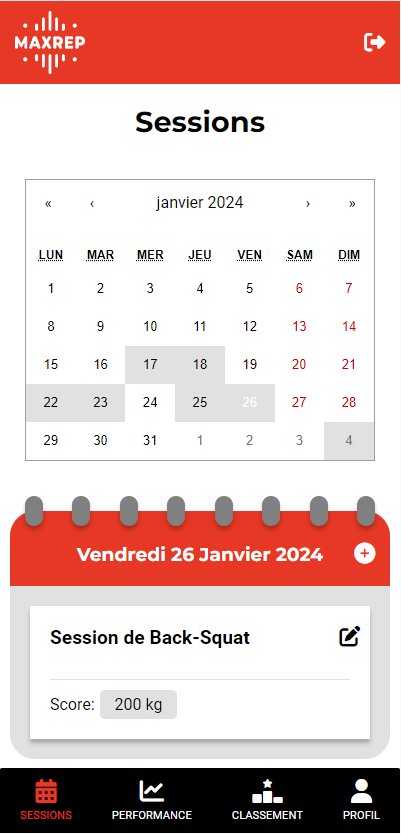 MAXREP
Sessions
« ‹ janvier 2024 › »
LUN MAR MER JEU VEN SAM DIM
1 2 3 4 5 6 7
8 9 10 11 12 13 14
15 16 17 18 19 20 21
22 23 24 25 26 27 28
29 30 31 1 2 3 4
Vendredi 26 Janvier 2024
Session de Back-Squat
Score: 200 kg
SESSIONS PERFORMANCE CLASSEMENT PROFIL